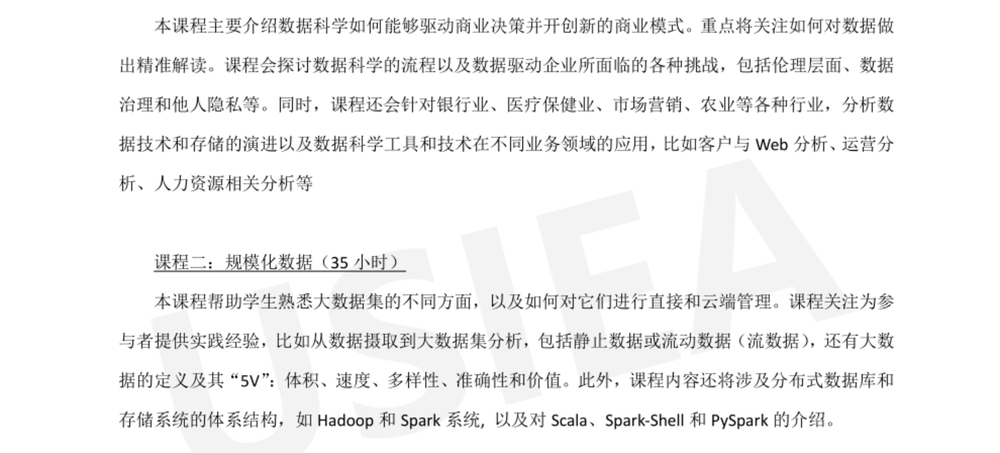 本课程主要介绍数据科学如何能够驱动商业决策并开创新的商业模式。重点将关注如何对数据做
出精准解读。课程会探讨数据科学的流程以及数据驱动企业所面临的各种挑战，包括伦理层面、数据
治理和他人隐私等。同时，课程还会针对银行业、医疗保健业、市场营销、农业等各种行业，分析数
据技术和存储的演进以及数据科学工具和技术在不同业务领域的应用，比如客户与 Web 分析、运营分
析、人力资源相关分析等
课程二：规模化数据（35 小时）
本课程帮助学生熟悉大数据集的不同方面，以及如何对它们进行直接和云端管理。课程关注为参
与者提供实践经验，比如从数据摄取到大数据集分析，包括静止数据或流动数据（流数据），还有大数
据的定义及其“5V”：体积、速度、多样性、准确性和价值。此外，课程内容还将涉及分布式数据库和
存储系统的体系结构，如 Hadoop 和 Spark 系统, 以及对 Scala、Spark-Shell 和 PySpark 的介绍。
USIEA